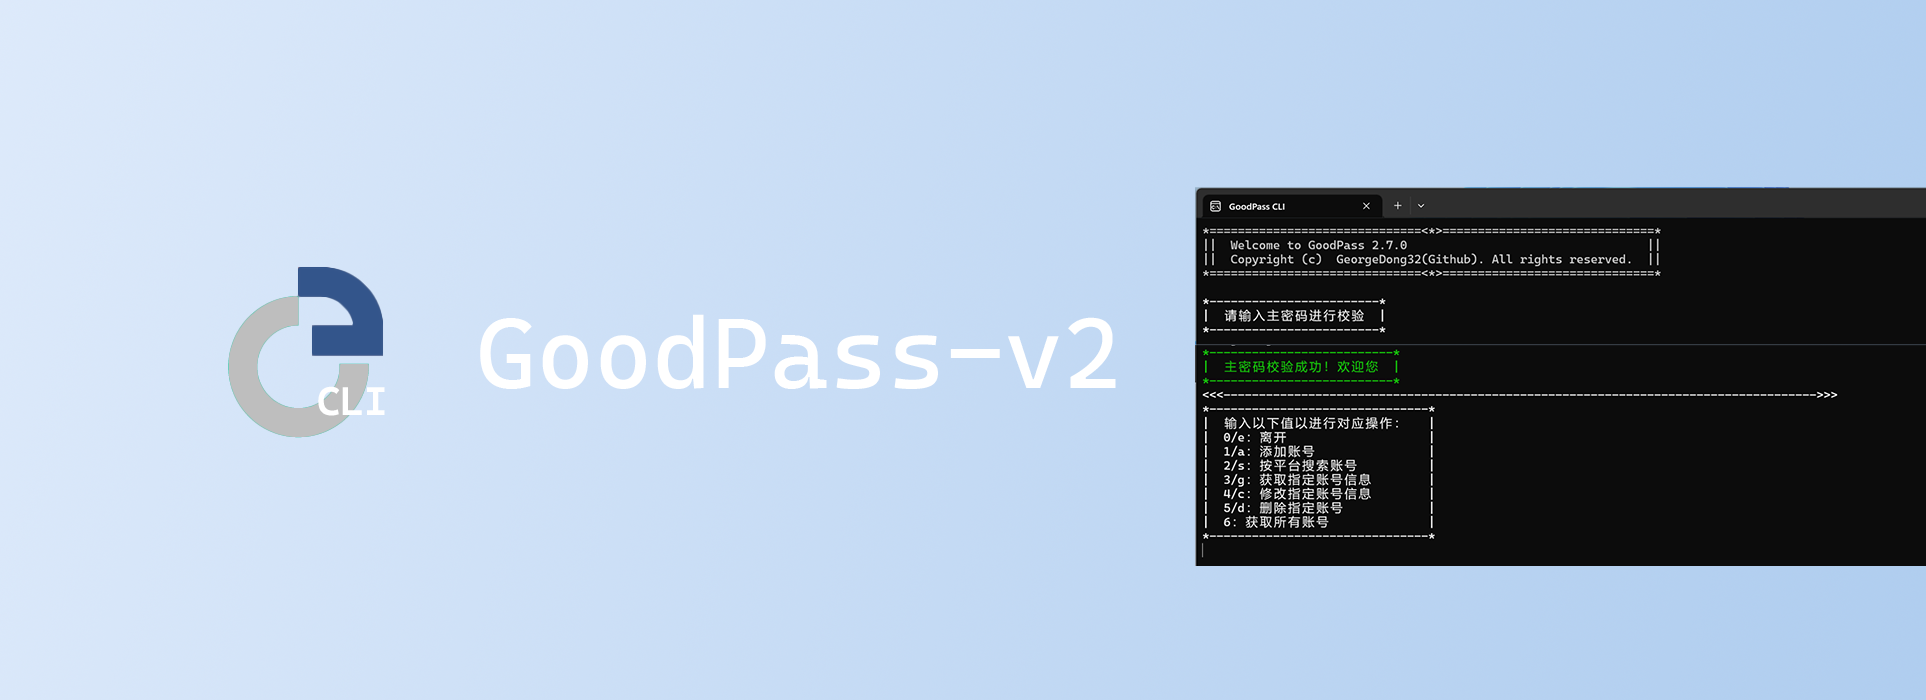 CLI
GoodPass-v2
GoodPass CLI
*==============================<*>==============================*
||  Welcome to GoodPass 2.7.0                                  ||
||  Copyright (c)  GeorgeDong32(Github). All rights reserved.  ||
*==============================<*>==============================*
*------------------------*
|  请输入主密码进行校验  |
*------------------------*
*--------------------------*
|  主密码校验成功! 欢迎您  |
*--------------------------*
<<<------------------------------------------------------------------------------------>>>
*-------------------------------*
|  输入以下值以进行对应操作:    |
|  0/e: 离开                    |
|  1/a: 添加账号                |
|  2/s: 按平台搜索账号          |
|  3/g: 获取指定账号信息        |
|  4/c: 修改指定账号信息        |
|  5/d: 删除指定账号            |
|  6: 获取所有账号              |
*-------------------------------*